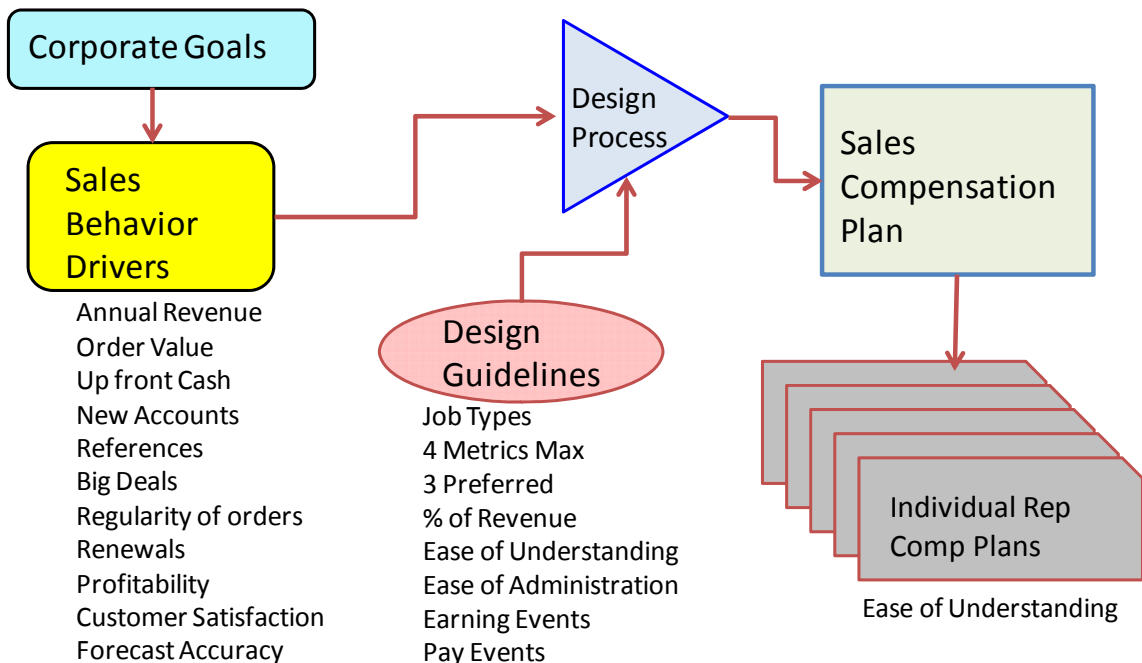 Corporate Goals
Sales
Behavior
Drivers
Annual Revenue
Order Value
Up front Cash
New Accounts
References
Big Deals
Regularity of orders
Renewals
Profitability
Customer Satisfaction
Forecast Accuracy
Design
Process
Design
Guidelines
Job Types
4 Metrics Max
3 Preferred
% of Revenue
Ease of Understanding
Ease of Administration
Earning Events
Pay Events
Sales
Compensation
Plan
Individual Rep
Comp Plans
Ease of Understanding